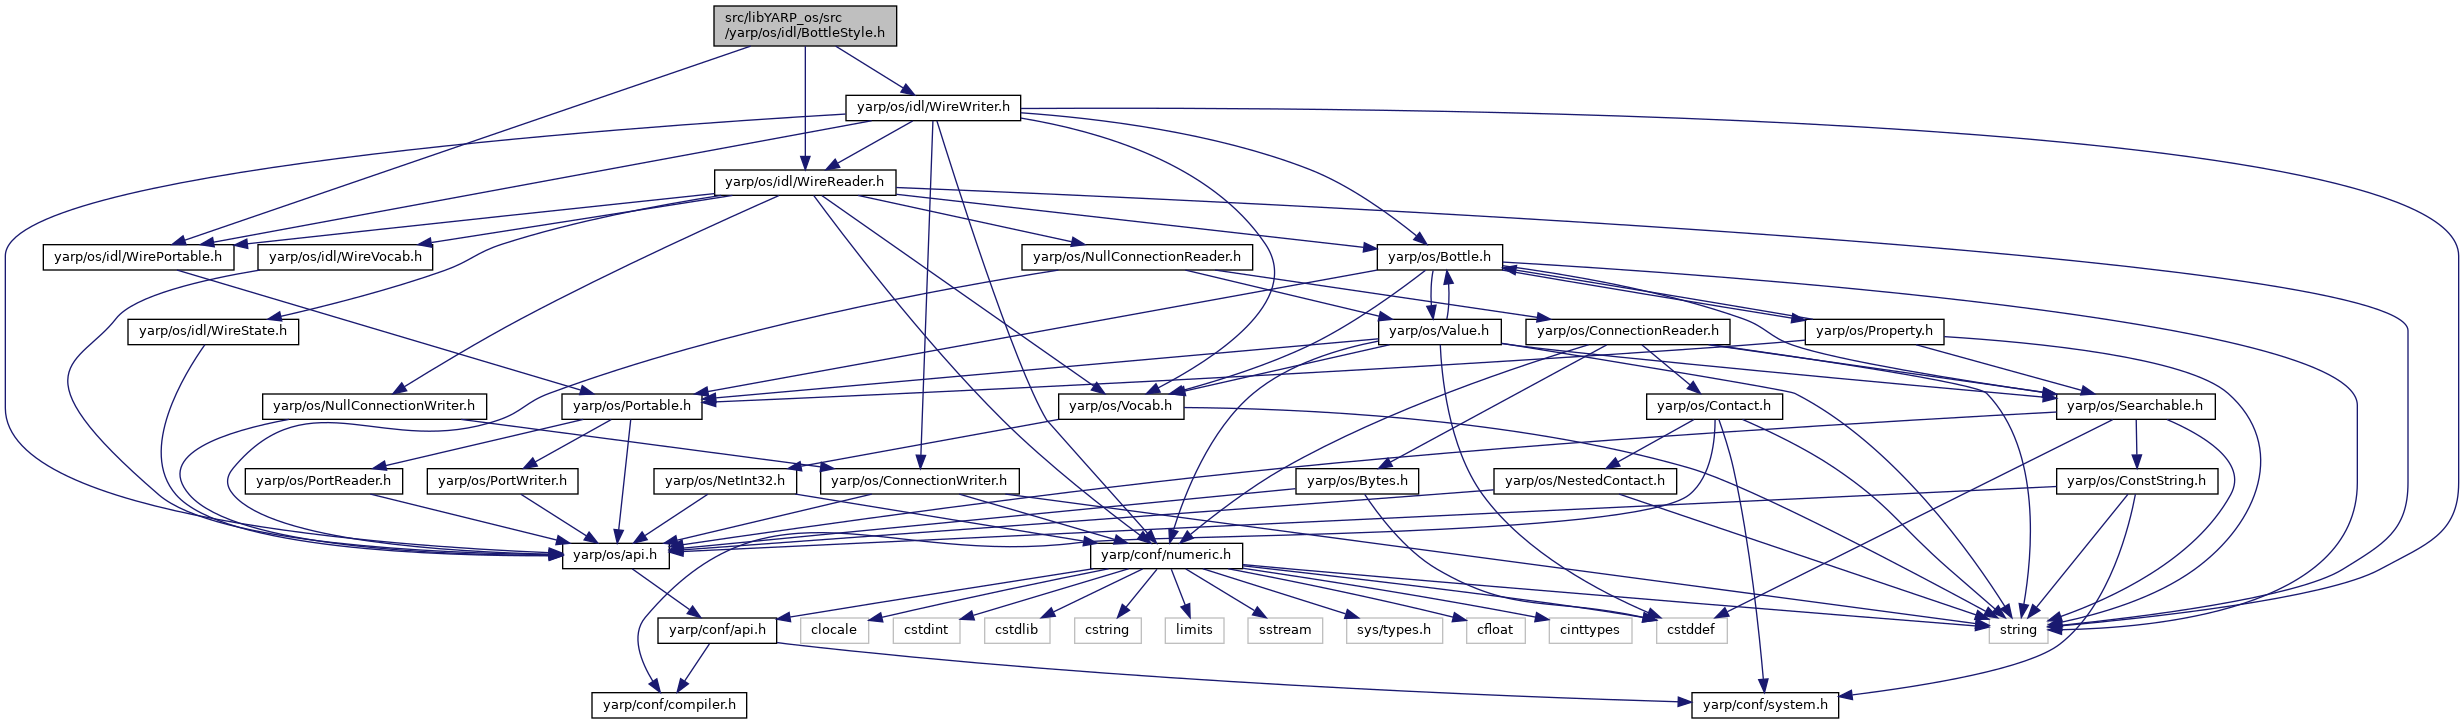 src/libYARP_os/src
/yarp/os/idl/BottleStyle.h
yarp/os/idl/WireWriter.h
yarp/os/idl/WireReader.h
yarp/os/idl/WirePortable.h
yarp/os/idl/WireVocab.h
yarp/os/NullConnectionReader.h
yarp/os/Bottle.h
yarp/os/idl/WireState.h
yarp/os/Value.h
yarp/os/ConnectionReader.h
yarp/os/Property.h
yarp/os/NullConnectionWriter.h
yarp/os/Portable.h
yarp/os/Vocab.h
yarp/os/Contact.h
yarp/os/Searchable.h
yarp/os/PortReader.h
yarp/os/PortWriter.h
yarp/os/NetInt32.h
yarp/os/ConnectionWriter.h
yarp/os/Bytes.h
yarp/os/NestedContact.h
yarp/os/ConstString.h
yarp/os/api.h
yarp/conf/numeric.h
yarp/conf/api.h
clocale
cstdint
cstdlib
cstring
limits
sstream
sys/types.h
cfloat
cinttypes
cstddef
string
yarp/conf/compiler.h
yarp/conf/system.h